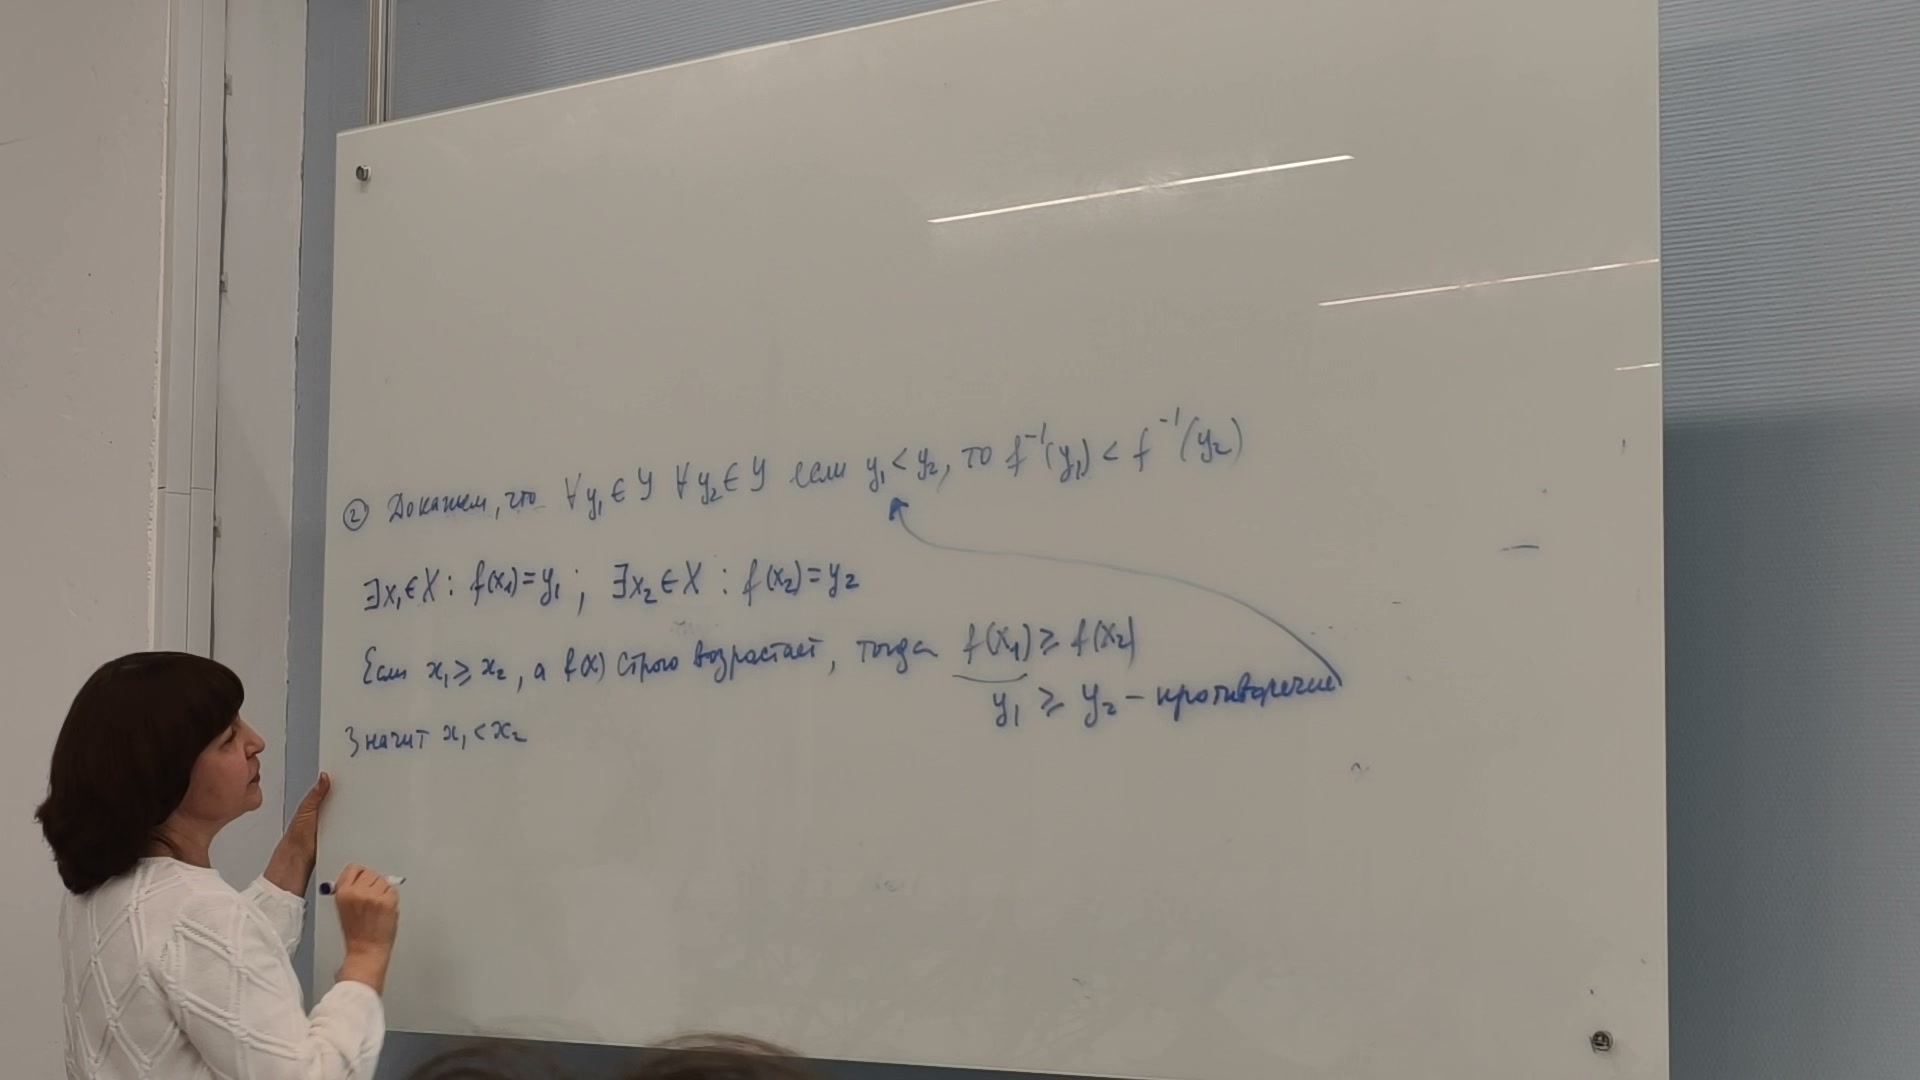 ② Докажем, что ∀y₁∈Y ∀y₂∈Y если y₁<y₂, то f⁻¹(y₁)<f⁻¹(y₂)
∃x₁∈X : f(x₁)=y₁ ; ∃x₂∈X : f(x₂)=y₂
Если x₁⩾x₂, а f(x) строго возрастает, тогда f(x₁)⩾f(x₂)
y₁ ⩾ y₂ – противоречие
Значит x₁<x₂